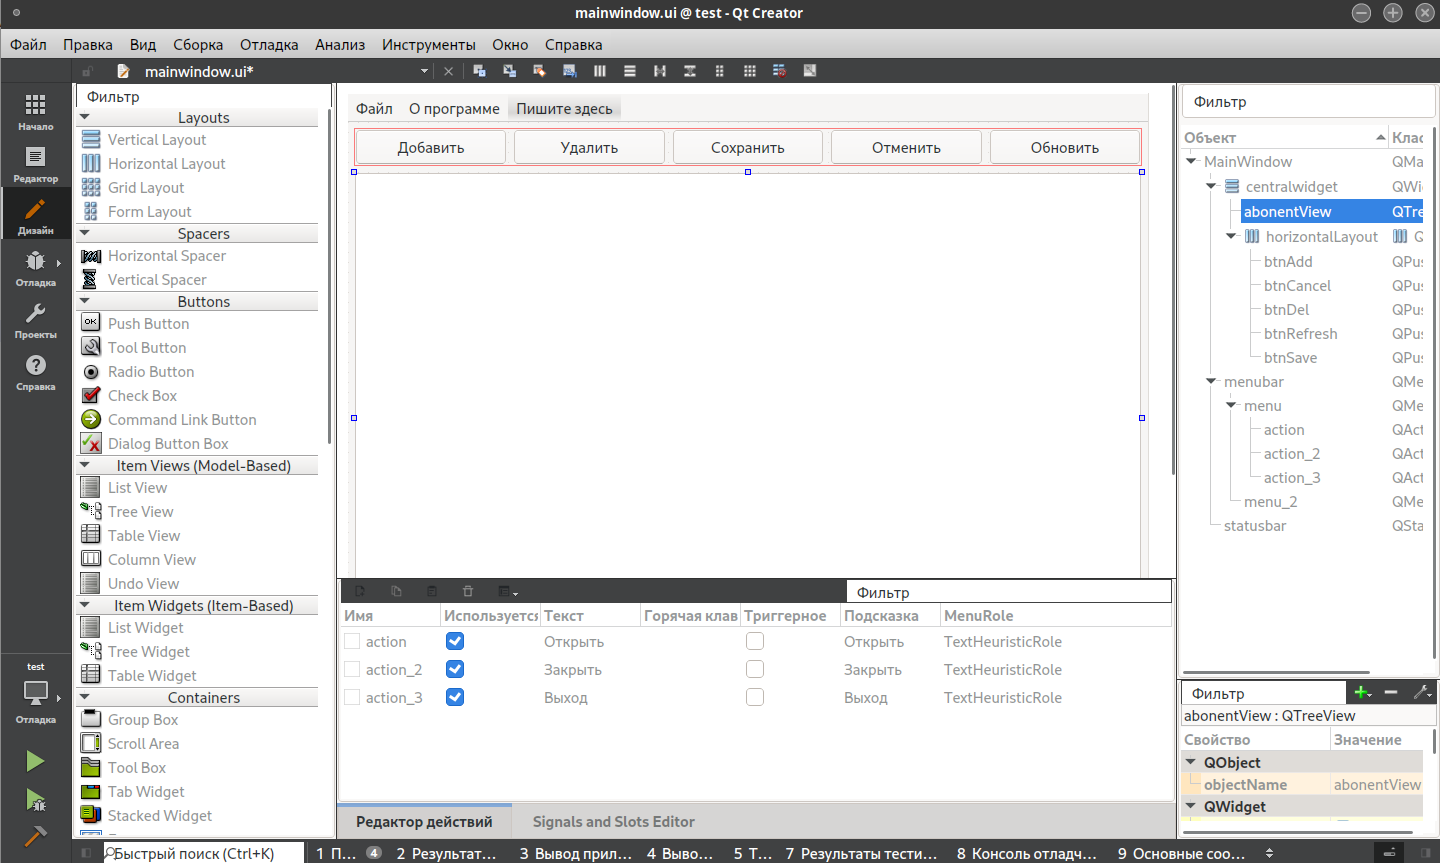 mainwindow.ui @ test - Qt Creator
Файл Правка Вид Сборка Отладка Анализ Инструменты Окно Справка
mainwindow.ui*
Начало
Редактор
Дизайн
Отладка
Проекты
Справка
test
Отладка
Фильтр
Layouts
Vertical Layout
Horizontal Layout
Grid Layout
Form Layout
Spacers
Horizontal Spacer
Vertical Spacer
Buttons
OK
Push Button
Tool Button
Radio Button
Check Box
Command Link Button
Dialog Button Box
Item Views (Model-Based)
List View
Tree View
Table View
Column View
Undo View
Item Widgets (Item-Based)
List Widget
Tree Widget
Table Widget
Containers
Group Box
Scroll Area
Tool Box
Tab Widget
Stacked Widget
Файл О программе Пишите здесь
Добавить Удалить Сохранить Отменить Обновить
Фильтр
Имя Используется Текст Горячая клав Триггерное Подсказка MenuRole
action Открыть Открыть TextHeuristicRole
action_2 Закрыть Закрыть TextHeuristicRole
action_3 Выход Выход TextHeuristicRole
Редактор действий Signals and Slots Editor
Фильтр
Объект Клас
MainWindow QMa
centralwidget QWi
abonentView QTre
horizontalLayout Q
btnAdd QPus
btnCancel QPus
btnDel QPus
btnRefresh QPus
btnSave QPus
menubar QMe
menu QMe
action QAct
action_2 QAct
action_3 QAct
menu_2 QMe
statusbar QSta
Фильтр
abonentView : QTreeView
Свойство Значение
QObject
objectName abonentView
QWidget
Быстрый поиск (Ctrl+K) 1 П... 4 2 Результат... 3 Вывод прил... 4 Выво... 5 Т... 7 Результаты тести... 8 Консоль отладч... 9 Основные соо...